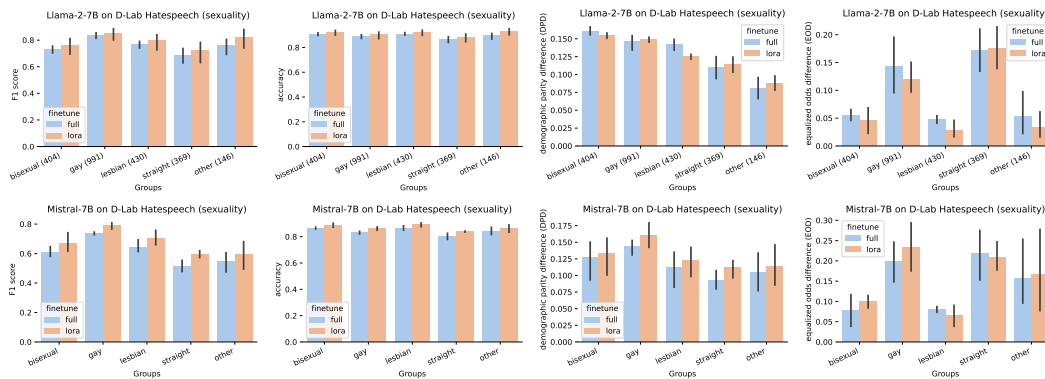 Llama-2-7B on D-Lab Hatespeech (sexuality)
F1 score
0.8
0.6
0.4
0.2
0.0
finetune
full
lora
bisexual (404)
gay (991)
lesbian (430)
straight (369)
other (146)
Groups
Llama-2-7B on D-Lab Hatespeech (sexuality)
accuracy
0.8
0.6
0.4
0.2
0.0
finetune
full
lora
bisexual (404)
gay (991)
lesbian (430)
straight (369)
other (146)
Groups
Llama-2-7B on D-Lab Hatespeech (sexuality)
demographic parity difference (DPD)
0.150
0.125
0.100
0.075
0.050
0.025
0.000
finetune
full
lora
bisexual (404)
gay (991)
lesbian (430)
straight (369)
other (146)
Groups
Llama-2-7B on D-Lab Hatespeech (sexuality)
equalized odds difference (EOD)
0.20
0.15
0.10
0.05
0.00
finetune
full
lora
bisexual (404)
gay (991)
lesbian (430)
straight (369)
other (146)
Groups
Mistral-7B on D-Lab Hatespeech (sexuality)
F1 score
0.8
0.6
0.4
0.2
0.0
finetune
full
lora
bisexual
gay
lesbian
straight
other
Groups
Mistral-7B on D-Lab Hatespeech (sexuality)
accuracy
0.8
0.6
0.4
0.2
0.0
finetune
full
lora
bisexual
gay
lesbian
straight
other
Groups
Mistral-7B on D-Lab Hatespeech (sexuality)
demographic parity difference (DPD)
0.175
0.150
0.125
0.100
0.075
0.050
0.025
0.000
finetune
full
lora
bisexual
gay
lesbian
straight
other
Groups
Mistral-7B on D-Lab Hatespeech (sexuality)
equalized odds difference (EOD)
0.30
0.25
0.20
0.15
0.10
0.05
0.00
finetune
full
lora
bisexual
gay
lesbian
straight
other
Groups